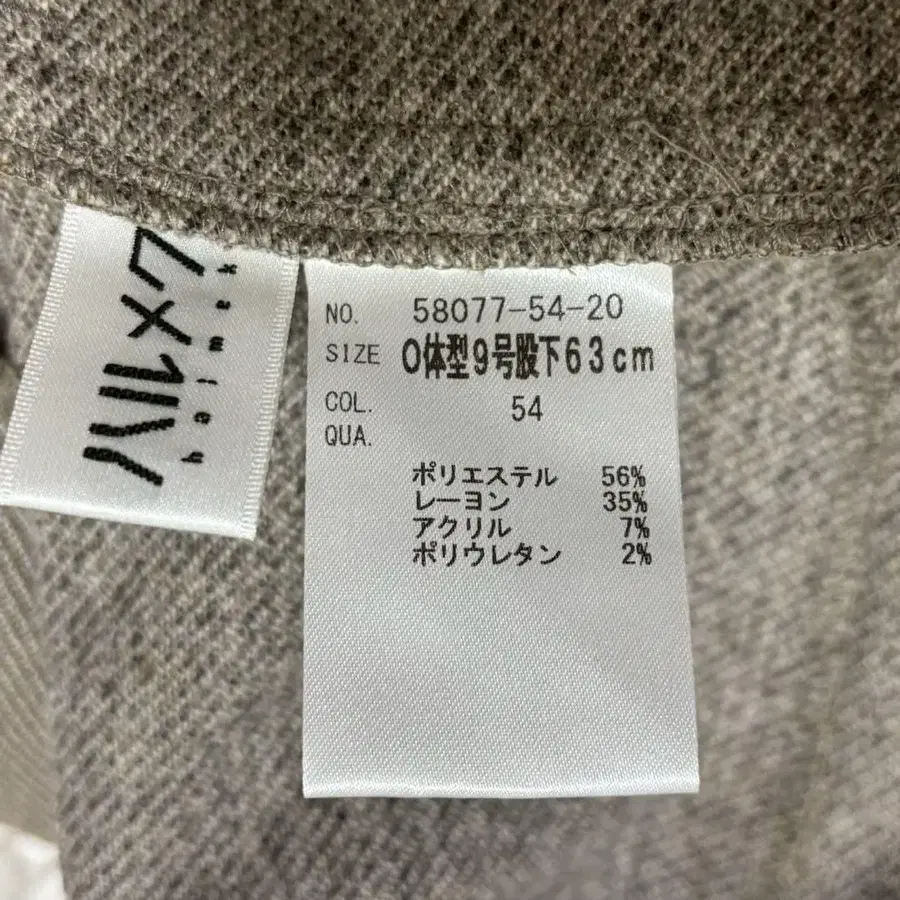 NO. 58077-54-20
SIZE O体型9号股下63cm
COL. 54
QUA.
ポリエステル 56%
レーヨン 35%
アクリル 7%
ポリウレタン 2%